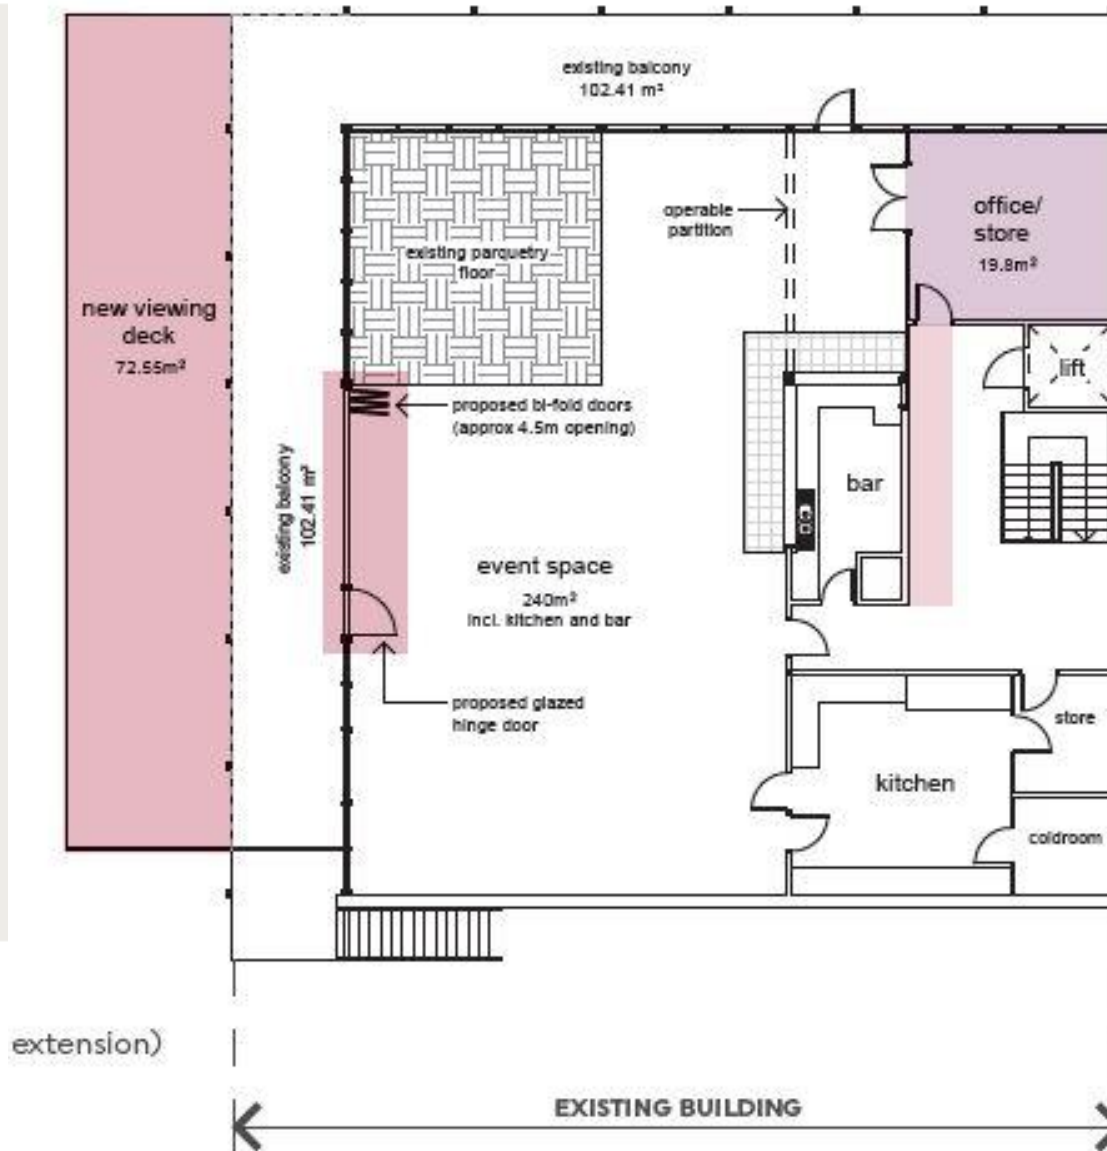 existing balcony
102.41 m²
operable
partition
office/
store
19.8m²
existing parquetry
floor
new viewing
deck
72.55m²
lift
proposed bi-fold doors
(approx 4.5m opening)
existing balcony
102.41 m²
bar
event space
240m²
incl. kitchen and bar
proposed glazed
hinge door
store
kitchen
coldroom
extension)
EXISTING BUILDING